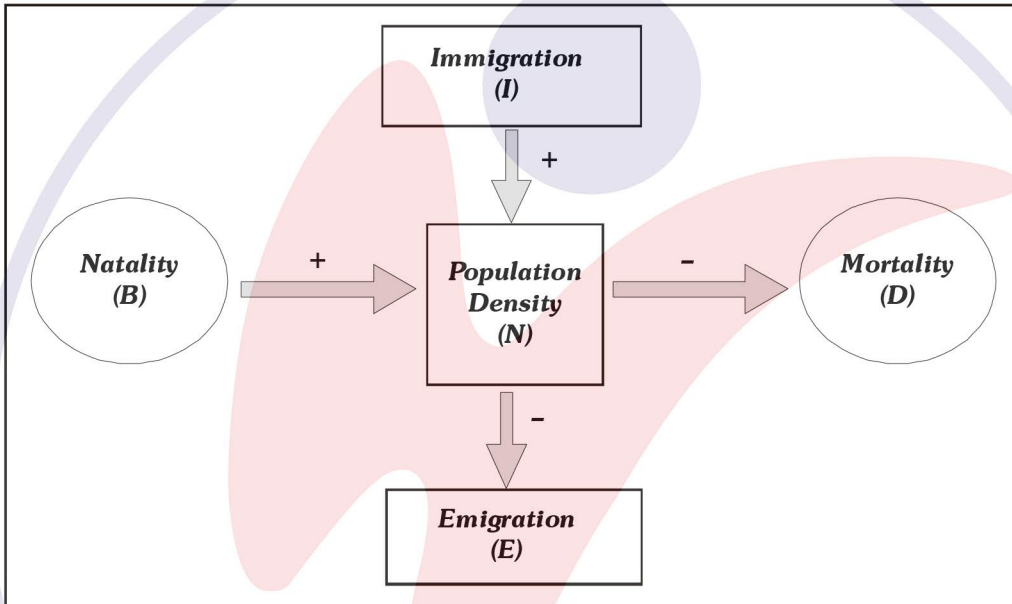 Immigration
(I)
+
Natality
(B)
+
Population
Density
(N)
–
Mortality
(D)
–
Emigration
(E)